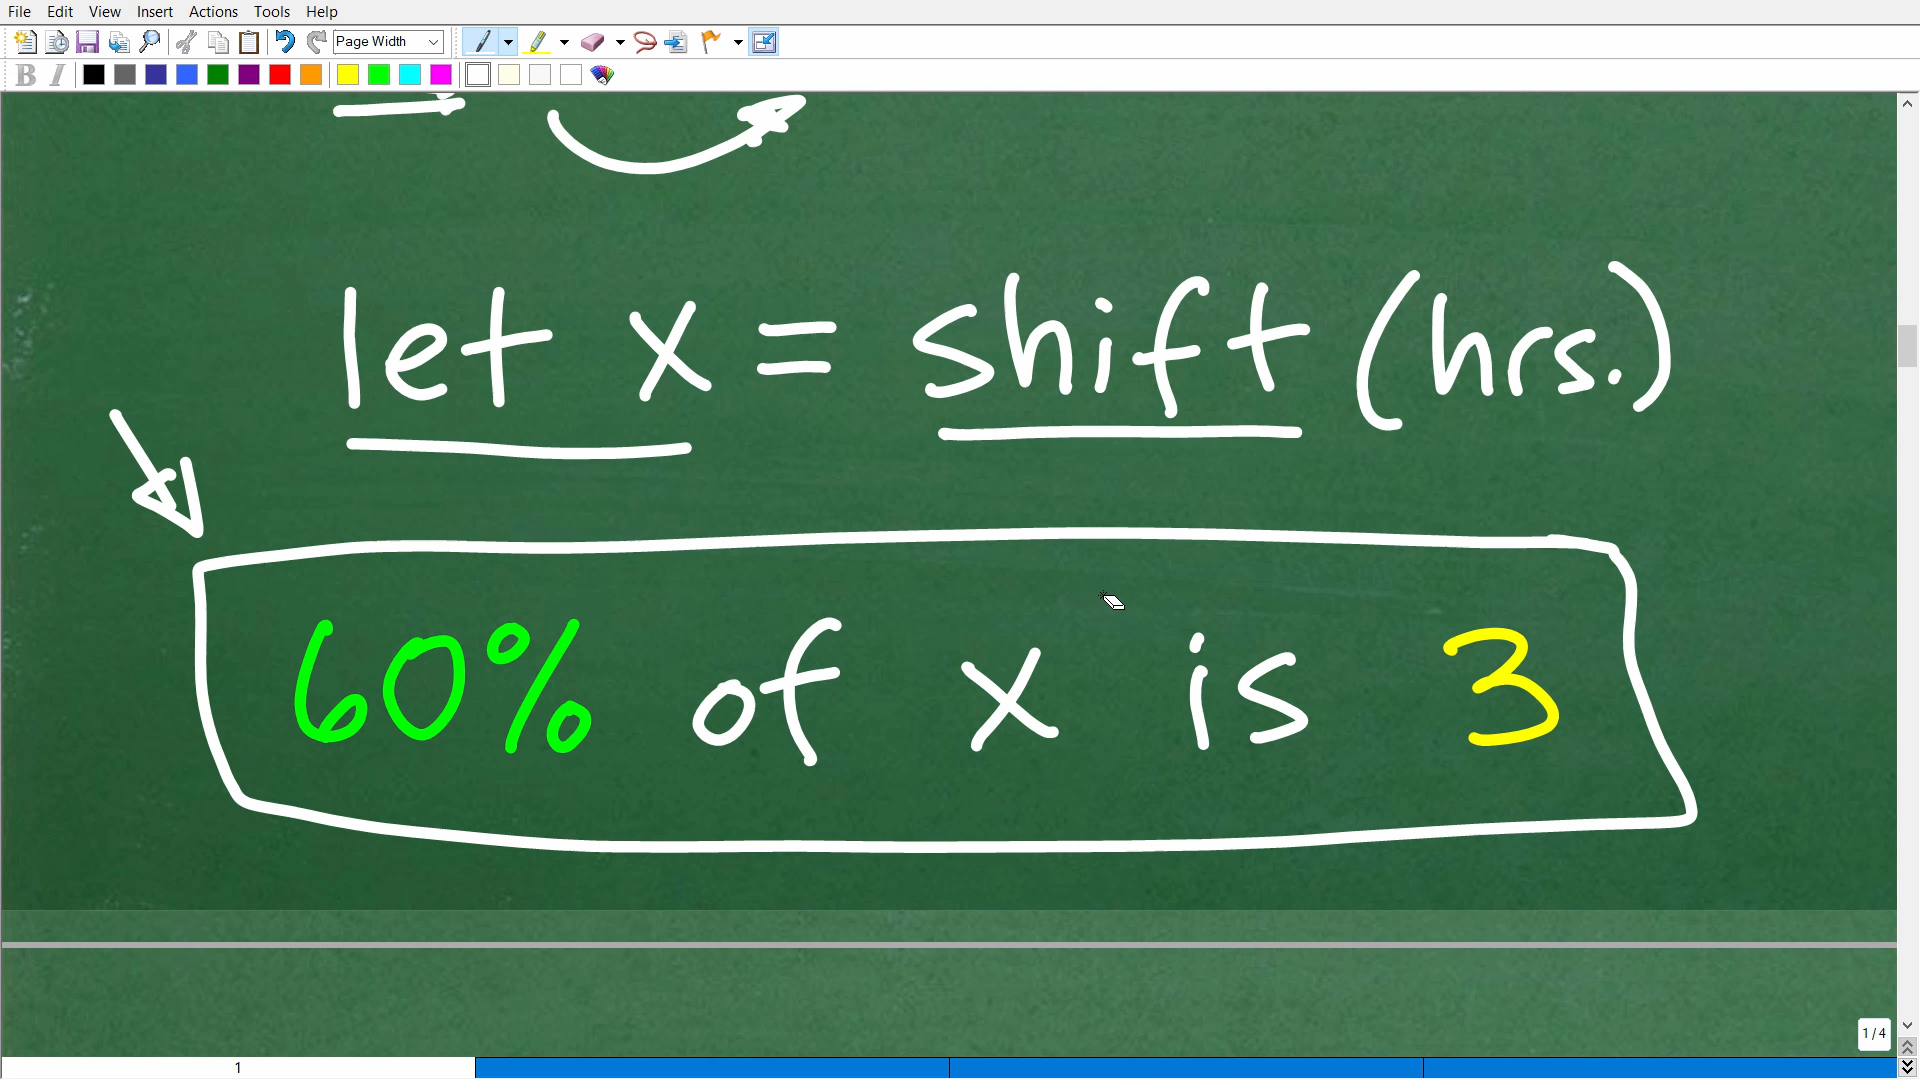 File Edit View Insert Actions Tools Help
Page Width
B I
let x = shift (hrs.)
60% of x is 3
1 / 4
1